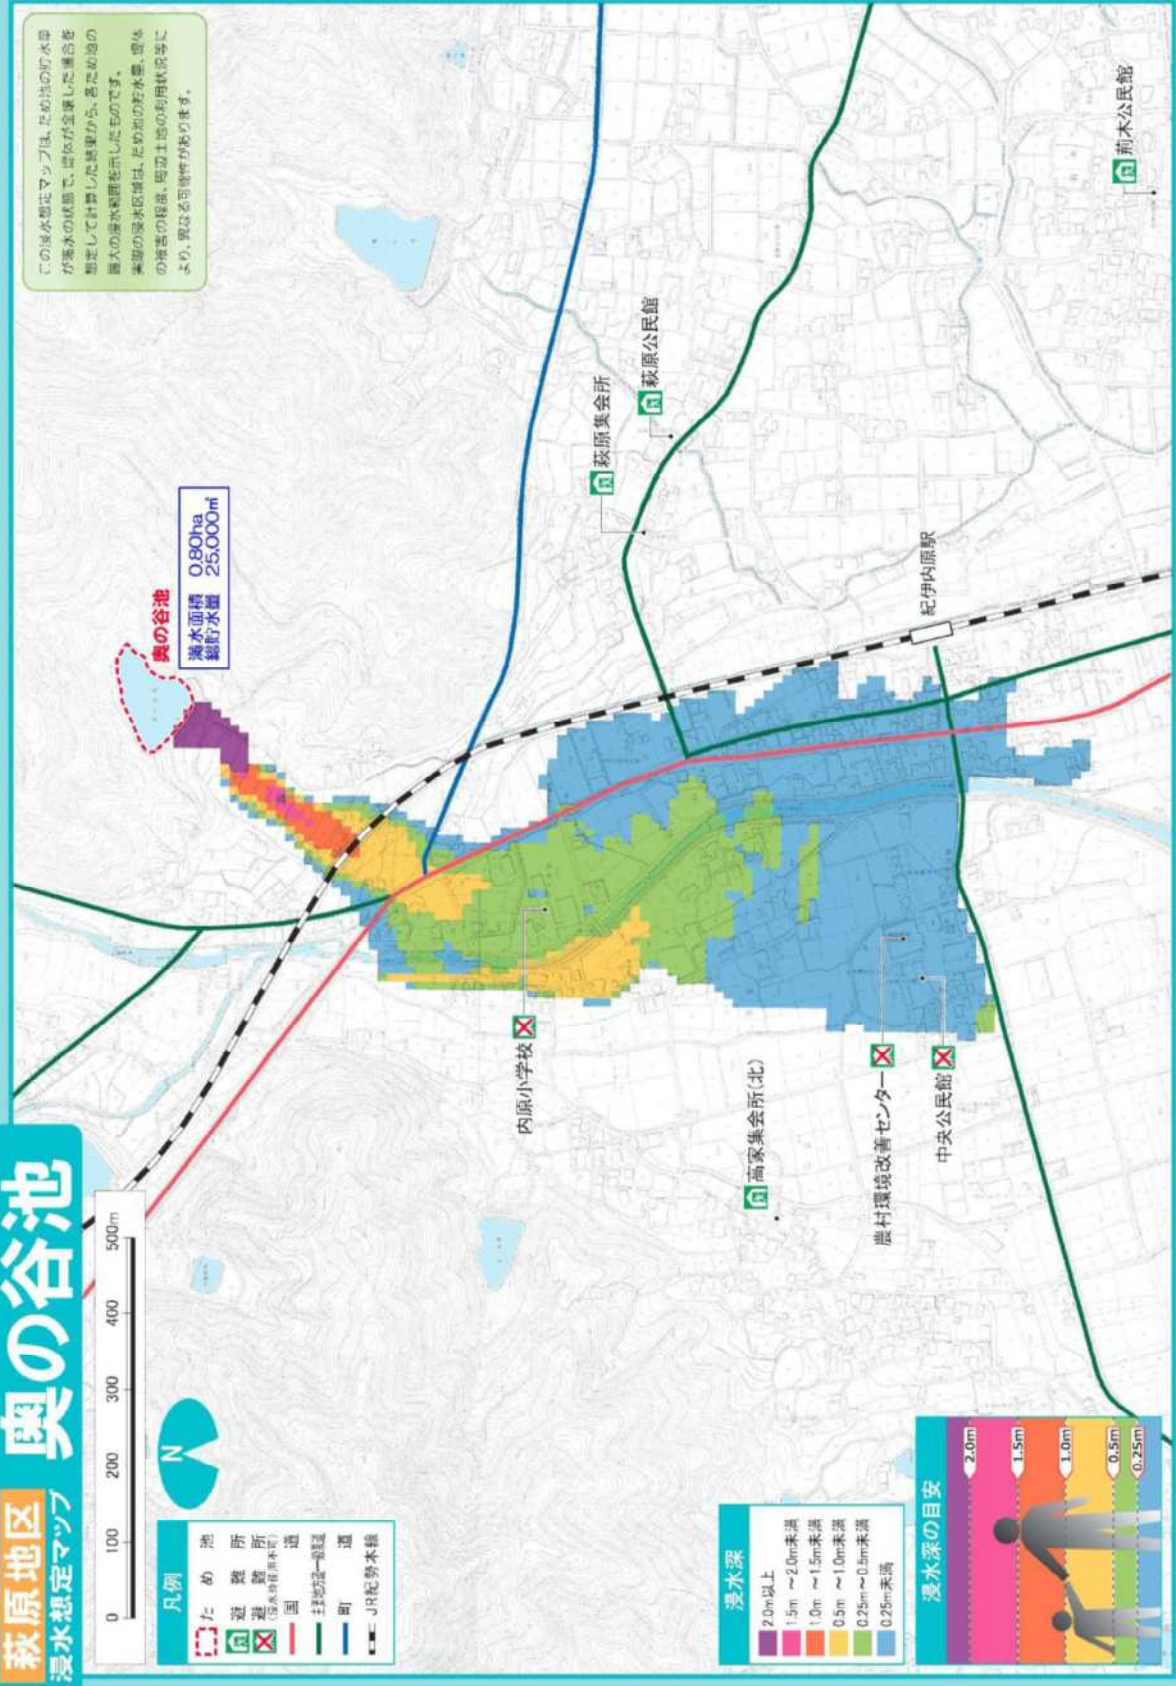 萩原地区
浸水想定マップ
奥の谷池
この浸水想定マップは、ため池の貯水量
が満水の状態で、堤体が全壊した場合を
想定して計算した結果から、各ため池の
最大の浸水範囲を示したものです。
実際の浸水区域は、ため池の貯水量、堤体
の被害の程度、周辺土地の利用状況等に
より、異なる可能性があります。
0 100 200 300 400 500m
N
凡例
ため池
避難所
避難所
(浸水時使用不可)
国道
主要地方道・一般県道
町道
JR紀勢本線
奥の谷池
満水面積 0.80ha
総貯水量 25,000㎥
萩原集会所
萩原公民館
荊木公民館
紀伊内原駅
内原小学校
高家集会所(北)
農村環境改善センター
中央公民館
浸水深
2.0m以上
1.5m ～2.0m未満
1.0m ～1.5m未満
0.5m ～1.0m未満
0.25m～0.5m未満
0.25m未満
浸水深の目安
2.0m
1.5m
1.0m
0.5m
0.25m